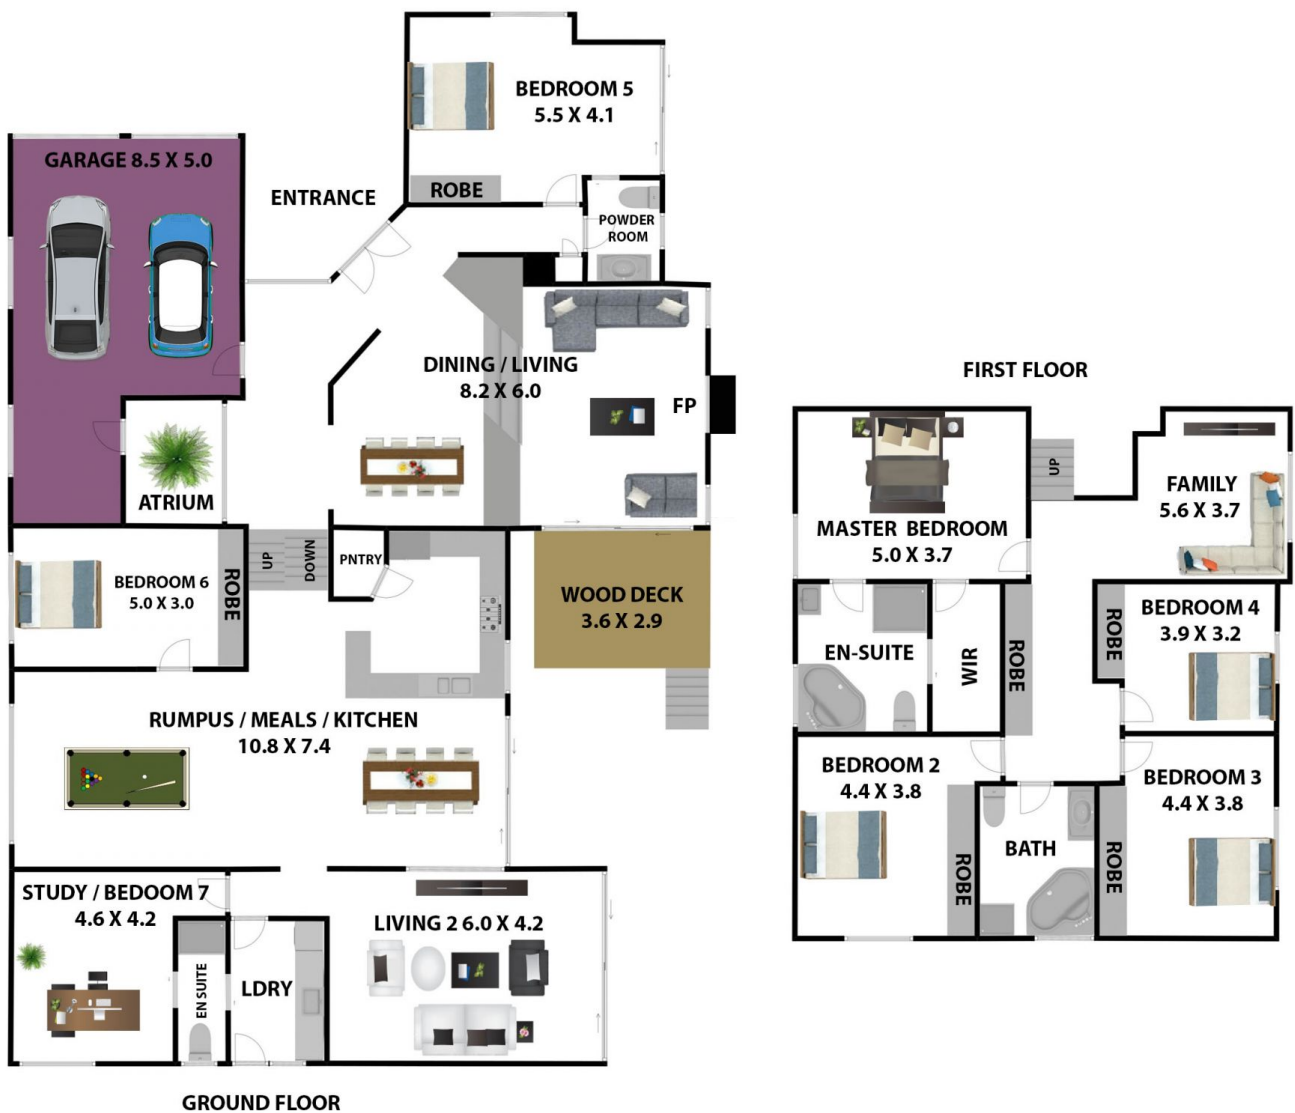 BEDROOM 5
5.5 X 4.1
ROBE
GARAGE 8.5 X 5.0
ENTRANCE
POWDER
ROOM
DINING / LIVING
8.2 X 6.0
FP
ATRIUM
UP
DOWN
PNTRY
BEDROOM 6
5.0 X 3.0
ROBE
WOOD DECK
3.6 X 2.9
RUMPUS / MEALS / KITCHEN
10.8 X 7.4
STUDY / BEDOOM 7
4.6 X 4.2
LIVING 2 6.0 X 4.2
EN SUITE
LDRY
GROUND FLOOR
FIRST FLOOR
UP
FAMILY
5.6 X 3.7
MASTER BEDROOM
5.0 X 3.7
EN-SUITE
WIR
ROBE
ROBE
BEDROOM 4
3.9 X 3.2
BEDROOM 2
4.4 X 3.8
ROBE
BATH
ROBE
BEDROOM 3
4.4 X 3.8